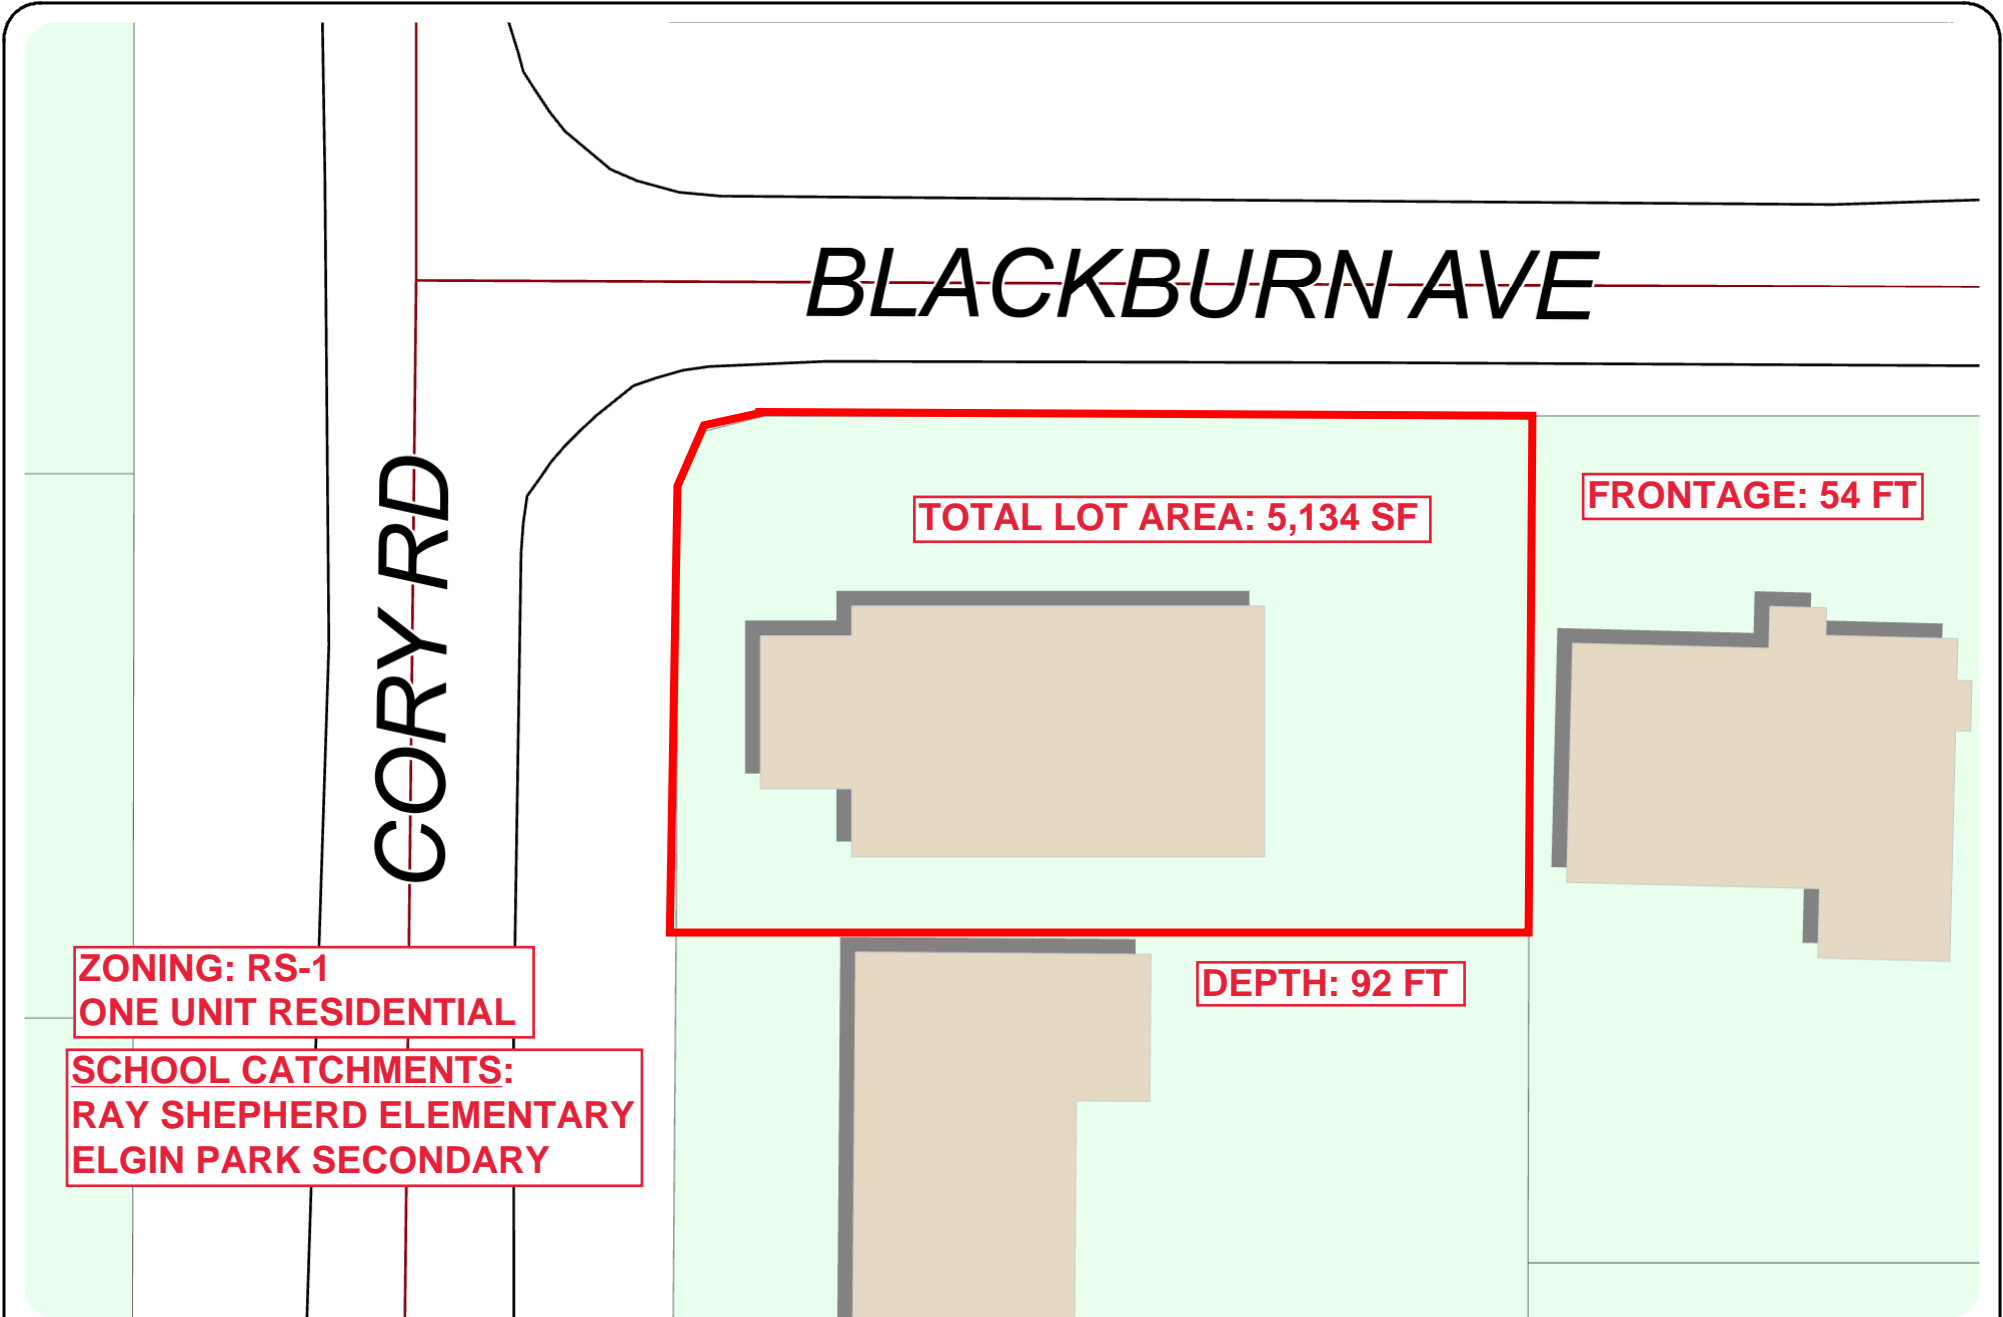 BLACKBURN AVE
CORY RD
TOTAL LOT AREA: 5,134 SF
FRONTAGE: 54 FT
DEPTH: 92 FT
ZONING: RS-1
ONE UNIT RESIDENTIAL
SCHOOL CATCHMENTS:
RAY SHEPHERD ELEMENTARY
ELGIN PARK SECONDARY